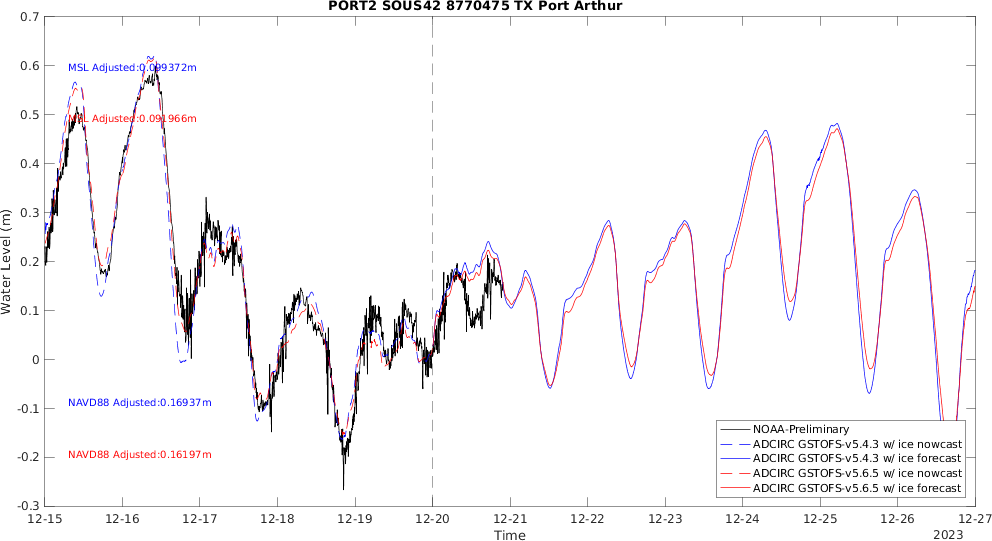 PORT2 SOUS42 8770475 TX Port Arthur
0.7
0.6
0.5
0.4
0.3
0.2
0.1
0
-0.1
-0.2
-0.3
Water Level (m)
MSL Adjusted:0.099372m
MSL Adjusted:0.091966m
NAVD88 Adjusted:0.16937m
NAVD88 Adjusted:0.16197m
NOAA-Preliminary
ADCIRC GSTOFS-v5.4.3 w/ ice nowcast
ADCIRC GSTOFS-v5.4.3 w/ ice forecast
ADCIRC GSTOFS-v5.6.5 w/ ice nowcast
ADCIRC GSTOFS-v5.6.5 w/ ice forecast
12-15 12-16 12-17 12-18 12-19 12-20 12-21 12-22 12-23 12-24 12-25 12-26 12-27
Time
2023